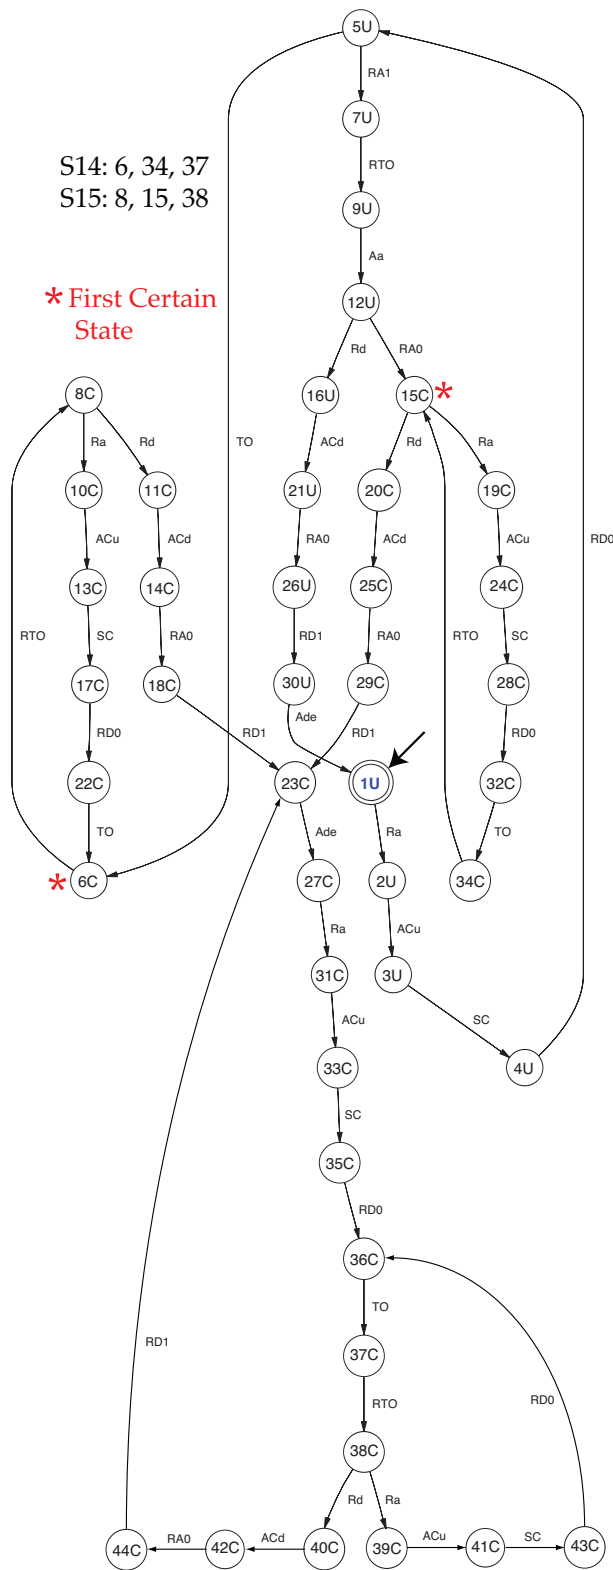 5U
RA1
7U
RTO
S14: 6, 34, 37
S15: 8, 15, 38
9U
Aa
* First Certain
State
12U
Rd
RA0
8C
16U
15C *
Ra
Rd
TO
ACd
Rd
Ra
RD0
10C
11C
21U
20C
19C
ACu
ACd
RA0
ACd
ACu
RTO
13C
14C
26U
25C
RTO
24C
SC
RA0
RD1
RA0
SC
17C
18C
30U
29C
28C
RD0
RD1
Ade
RD1
RD0
22C
23C
1U
32C
TO
Ade
Ra
TO
* 6C
27C
2U
34C
Ra
ACu
31C
3U
ACu
SC
33C
4U
SC
35C
RD0
36C
TO
RD1
37C
RD0
RTO
38C
Rd
Ra
44C
RA0
42C
ACd
40C
39C
ACu
41C
SC
43C